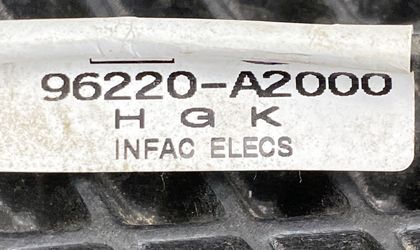 96220-A2000
H G K
INFAC ELECS